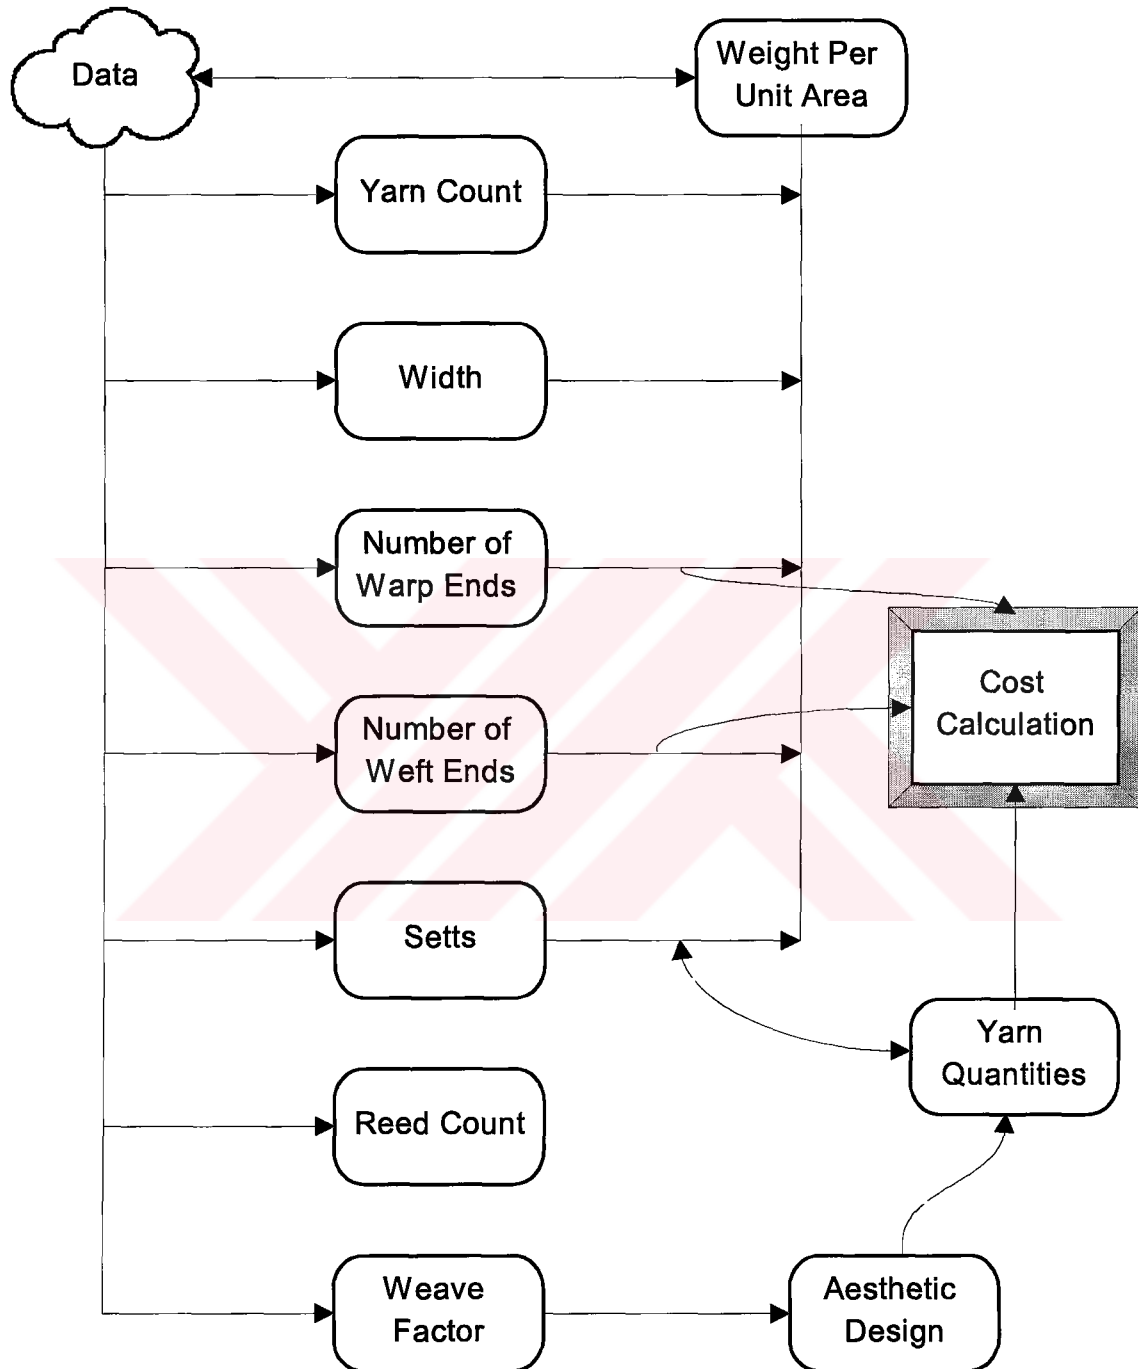 Data
Weight Per
Unit Area
Yarn Count
Width
Number of
Warp Ends
Cost
Calculation
Number of
Weft Ends
Setts
Yarn
Quantities
Reed Count
Weave
Factor
Aesthetic
Design